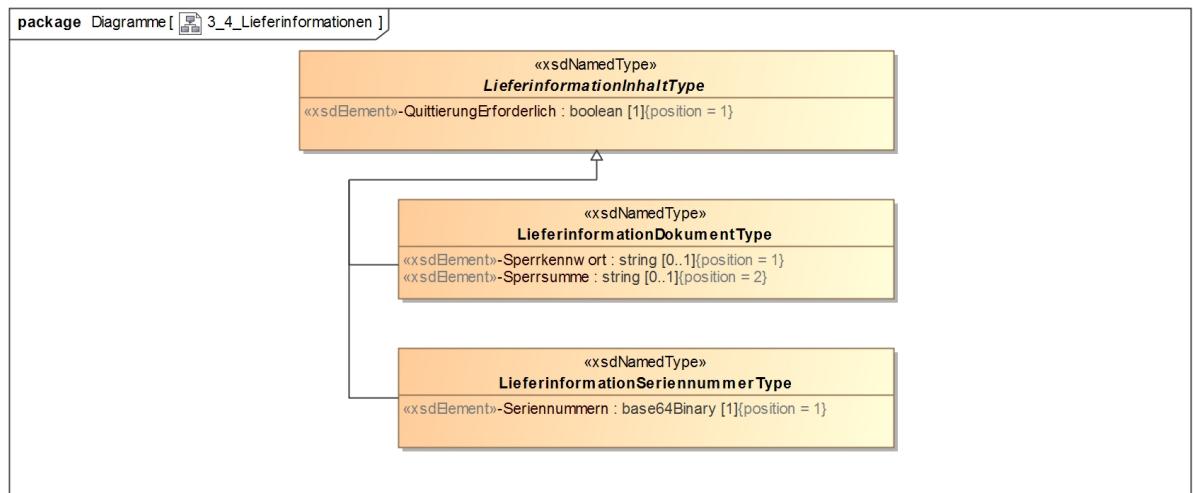 package Diagramme [ 3_4_Lieferinformationen ]
«xsdNamedType»
LieferinformationInhaltType
«xsdElement»-QuittierungErforderlich : boolean [1]{position = 1}
«xsdNamedType»
LieferinformationDokumentType
«xsdElement»-Sperrkennwort : string [0..1]{position = 1}
«xsdElement»-Sperrsumme : string [0..1]{position = 2}
«xsdNamedType»
LieferinformationSeriennummerType
«xsdElement»-Seriennummern : base64Binary [1]{position = 1}